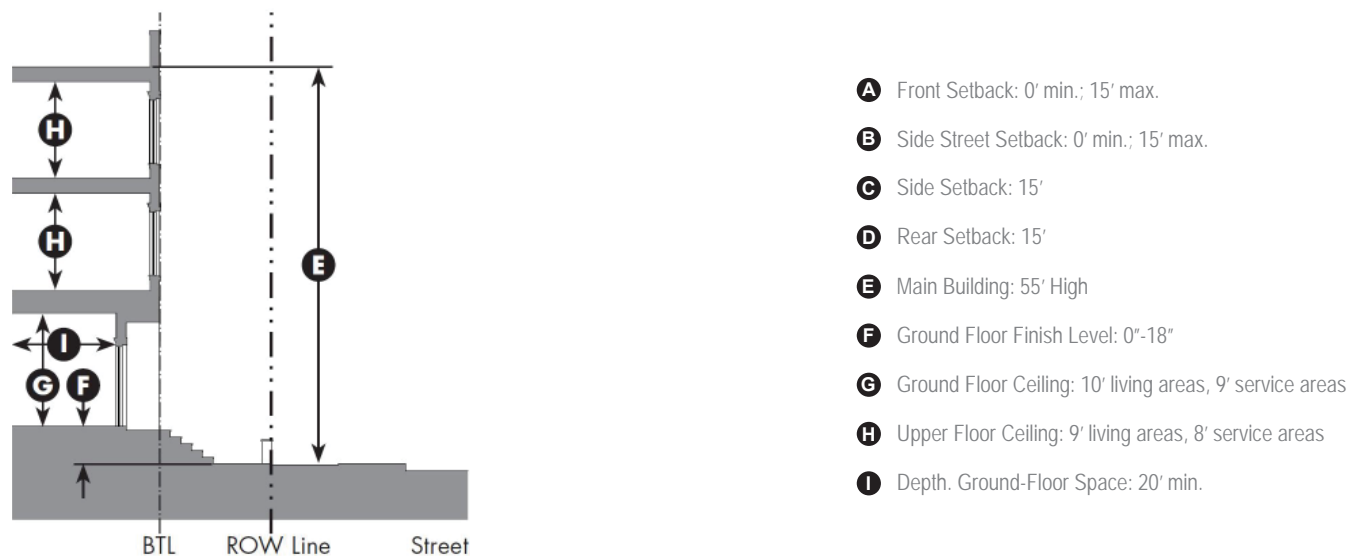 H
H
E
I
G F
BTL ROW Line Street
A Front Setback: 0' min.; 15' max.
B Side Street Setback: 0' min.; 15' max.
C Side Setback: 15'
D Rear Setback: 15'
E Main Building: 55' High
F Ground Floor Finish Level: 0"-18"
G Ground Floor Ceiling: 10' living areas, 9' service areas
H Upper Floor Ceiling: 9' living areas, 8' service areas
I Depth. Ground-Floor Space: 20' min.